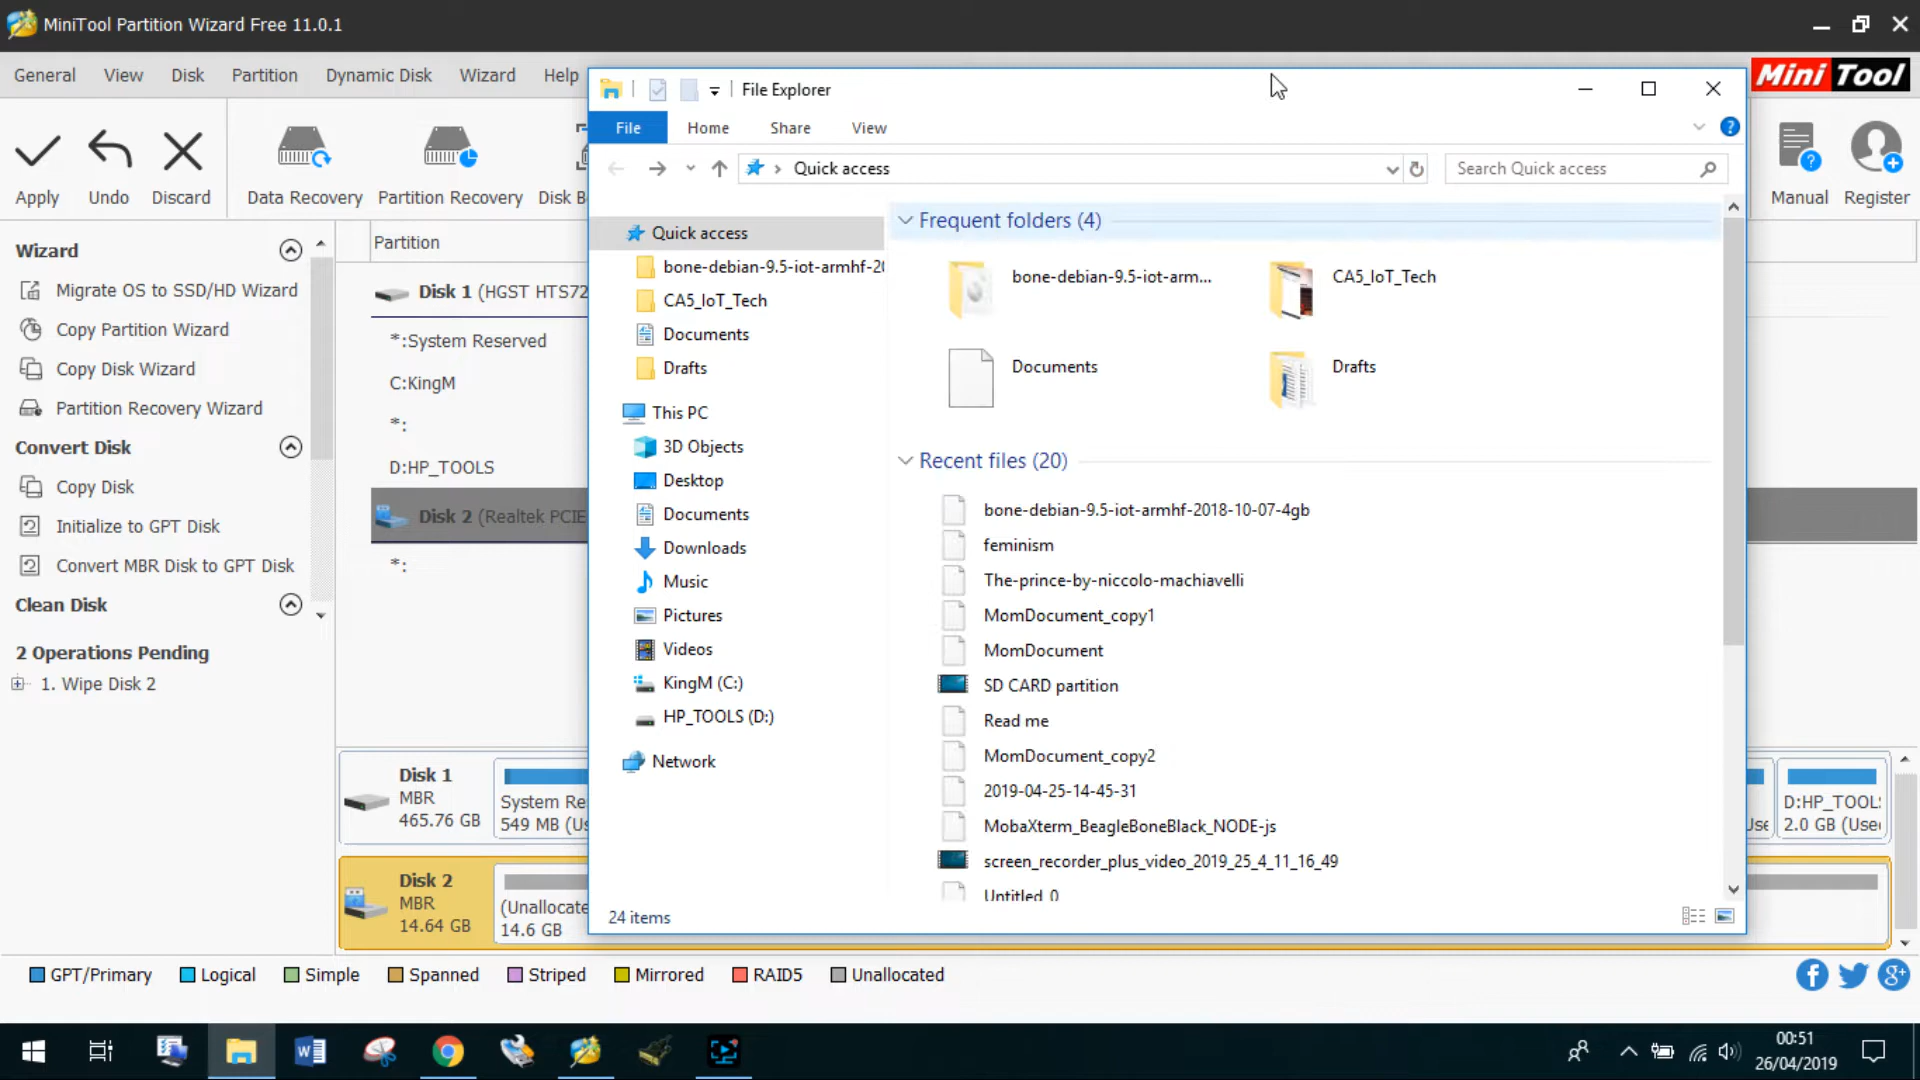 MiniTool Partition Wizard Free 11.0.1
General View Disk Partition Dynamic Disk Wizard Help
MiniTool
Apply Undo Discard Data Recovery Partition Recovery Disk B
Manual Register
Wizard
Migrate OS to SSD/HD Wizard
Copy Partition Wizard
Copy Disk Wizard
Partition Recovery Wizard
Convert Disk
Copy Disk
Initialize to GPT Disk
Convert MBR Disk to GPT Disk
Clean Disk
2 Operations Pending
1. Wipe Disk 2
Partition
Disk 1 (HGST HTS72
*:System Reserved
C:KingM
*:
D:HP_TOOLS
Disk 2 (Realtek PCIE
*:
File Explorer
File Home Share View
Quick access
Search Quick access
Quick access
bone-debian-9.5-iot-armhf-20
CA5_IoT_Tech
Documents
Drafts
This PC
3D Objects
Desktop
Documents
Downloads
Music
Pictures
Videos
KingM (C:)
HP_TOOLS (D:)
Network
Frequent folders (4)
bone-debian-9.5-iot-arm...
CA5_IoT_Tech
Documents
Drafts
Recent files (20)
bone-debian-9.5-iot-armhf-2018-10-07-4gb
feminism
The-prince-by-niccolo-machiavelli
MomDocument_copy1
MomDocument
SD CARD partition
Read me
MomDocument_copy2
2019-04-25-14-45-31
MobaXterm_BeagleBoneBlack_NODE-js
screen_recorder_plus_video_2019_25_4_11_16_49
Untitled_0
24 items
Disk 1
MBR
465.76 GB
System Re
549 MB (Us
Use
D:HP_TOOL
2.0 GB (Used
Disk 2
MBR
14.64 GB
(Unallocate
14.6 GB
GPT/Primary Logical Simple Spanned Striped Mirrored RAID5 Unallocated
00:51
26/04/2019